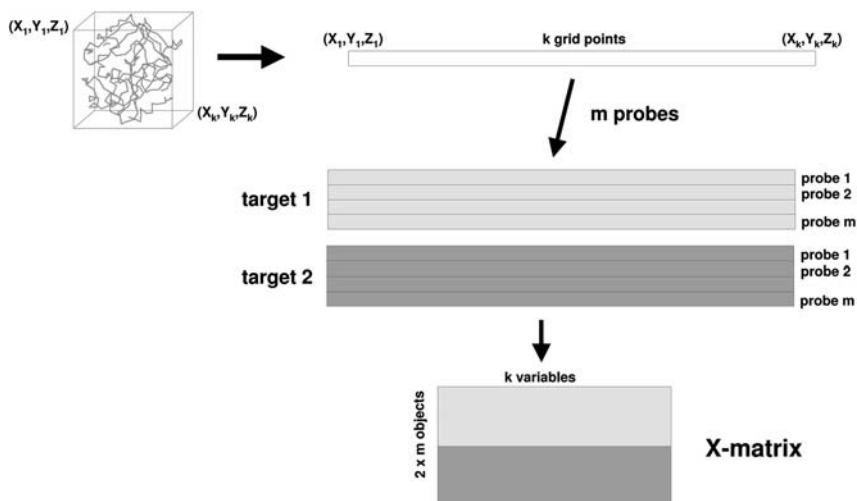 (X₁,Y₁,Z₁)
(Xₖ,Yₖ,Zₖ)
(X₁,Y₁,Z₁)
k grid points
(Xₖ,Yₖ,Zₖ)
m probes
target 1
probe 1
probe 2
probe m
target 2
probe 1
probe 2
probe m
k variables
2 x m objects
X-matrix